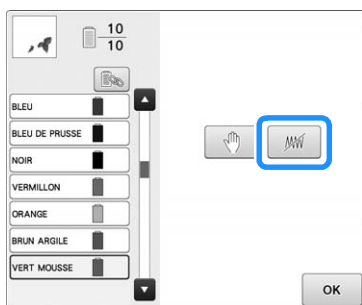 10
10
BLEU
BLEU DE PRUSSE
NOIR
VERMILLON
ORANGE
BRUN ARGILE
VERT MOUSSE
OK